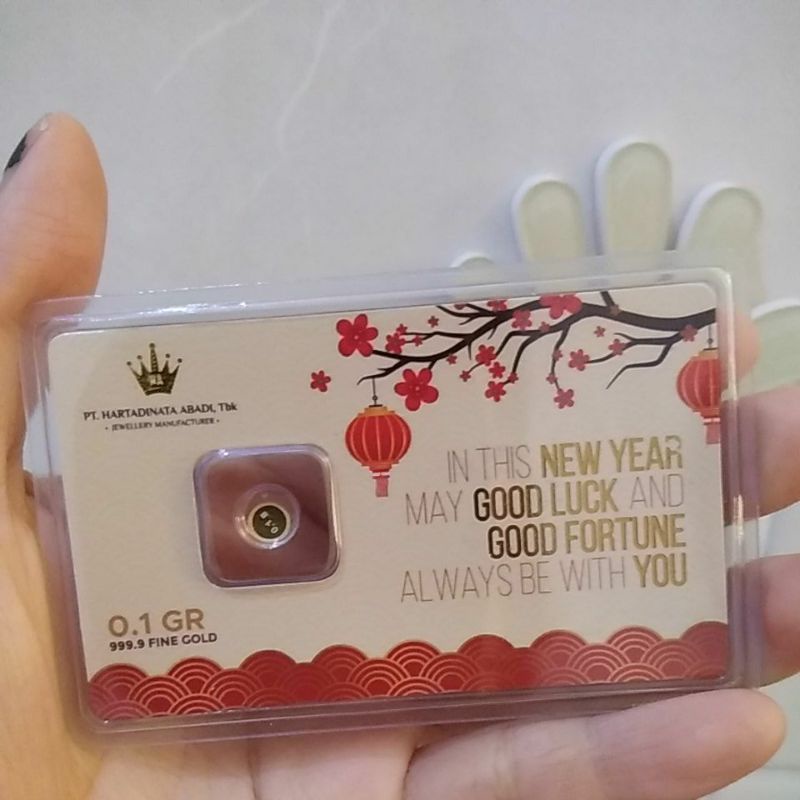 PT. HARTADINATA ABADI, Tbk
• JEWELLERY MANUFACTURER •
IN THIS NEW YEAR
MAY GOOD LUCK AND
GOOD FORTUNE
ALWAYS BE WITH YOU
0.1 GR
999.9 FINE GOLD